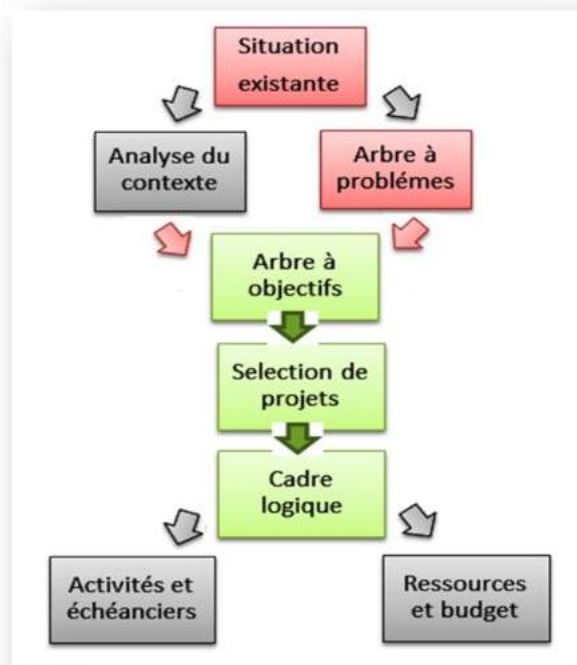 Situation
existante
Analyse du
contexte
Arbre à
problémes
Arbre à
objectifs
Selection de
projets
Cadre
logique
Activités et
échéanciers
Ressources
et budget